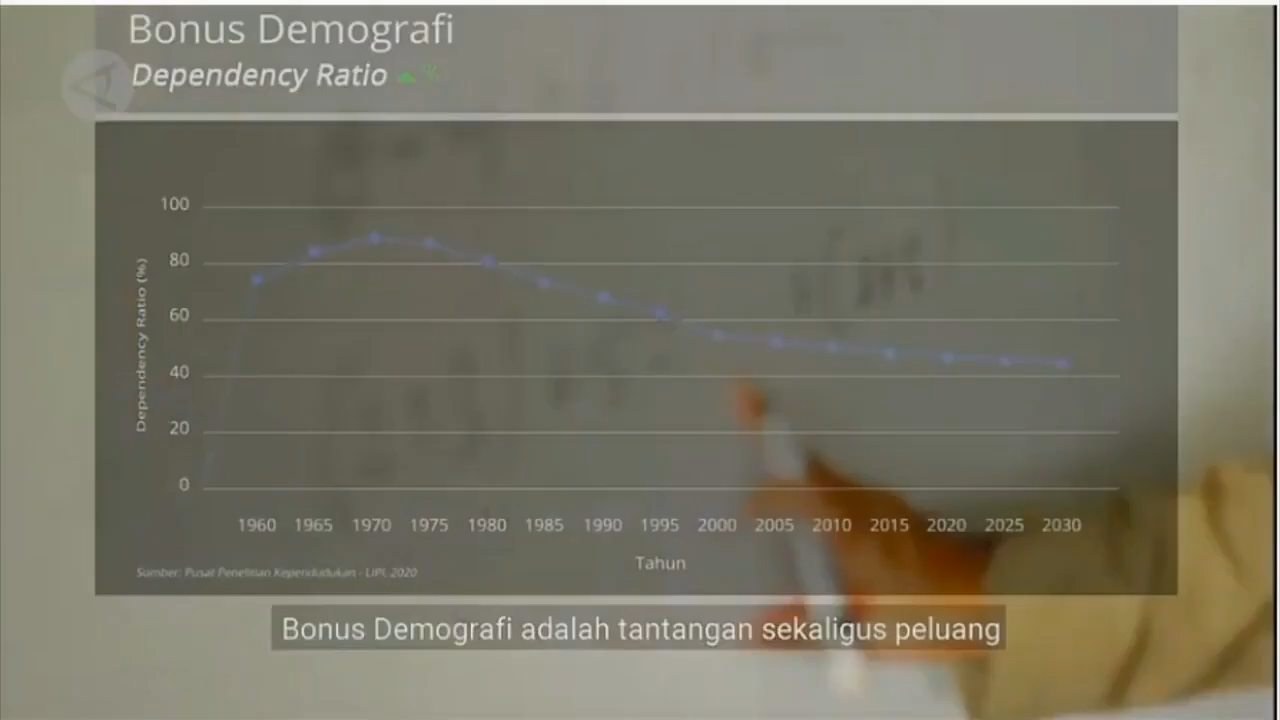 Bonus Demografi
Dependency Ratio
100
80
60
40
20
0
Dependency Ratio (%)
1960 1965 1970 1975 1980 1985 1990 1995 2000 2005 2010 2015 2020 2025 2030
Tahun
Sumber: Pusat Penelitian Kependudukan - LIPI, 2020
Bonus Demografi adalah tantangan sekaligus peluang